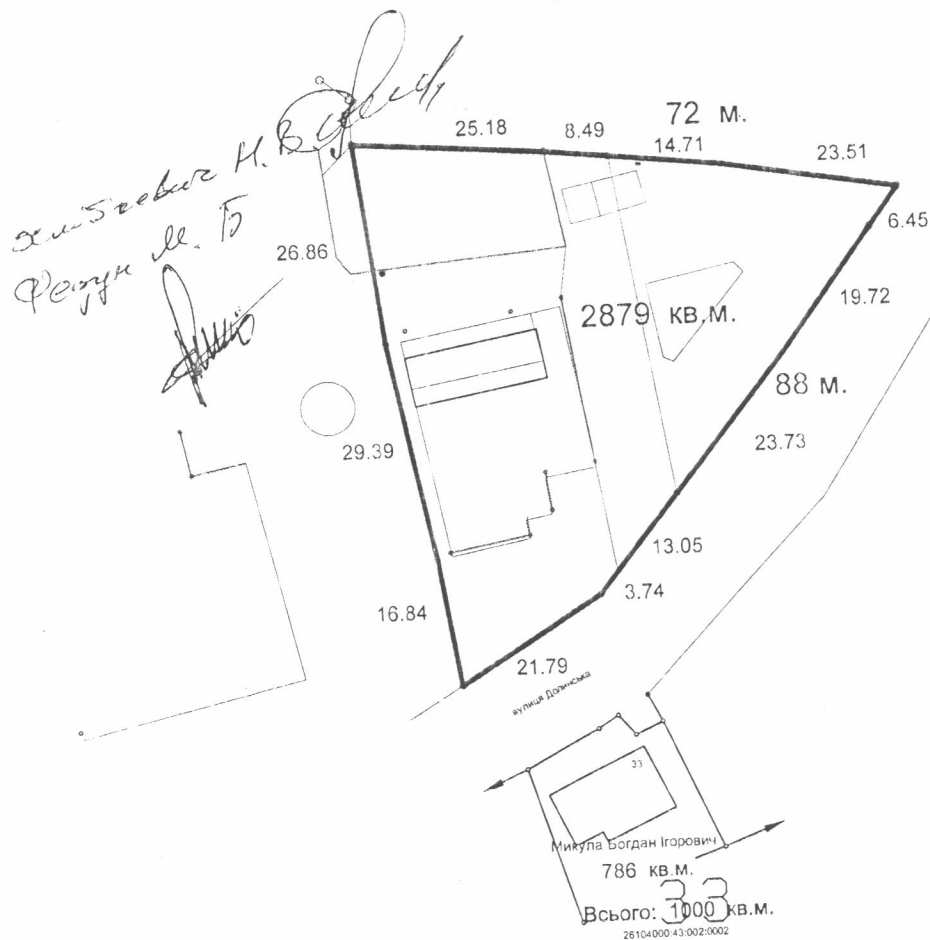 72 м.
25.18
8.49
14.71
23.51
6.45
26.86
19.72
2879 кв.м.
88 м.
23.73
29.39
13.05
3.74
16.84
21.79
вулиця Долинська
33
Микула Богдан Ігорович
786 кв.м.
33
Всього: 1000 кв.м.
26104000:43:002:0002
Н. В
Федун М. Б